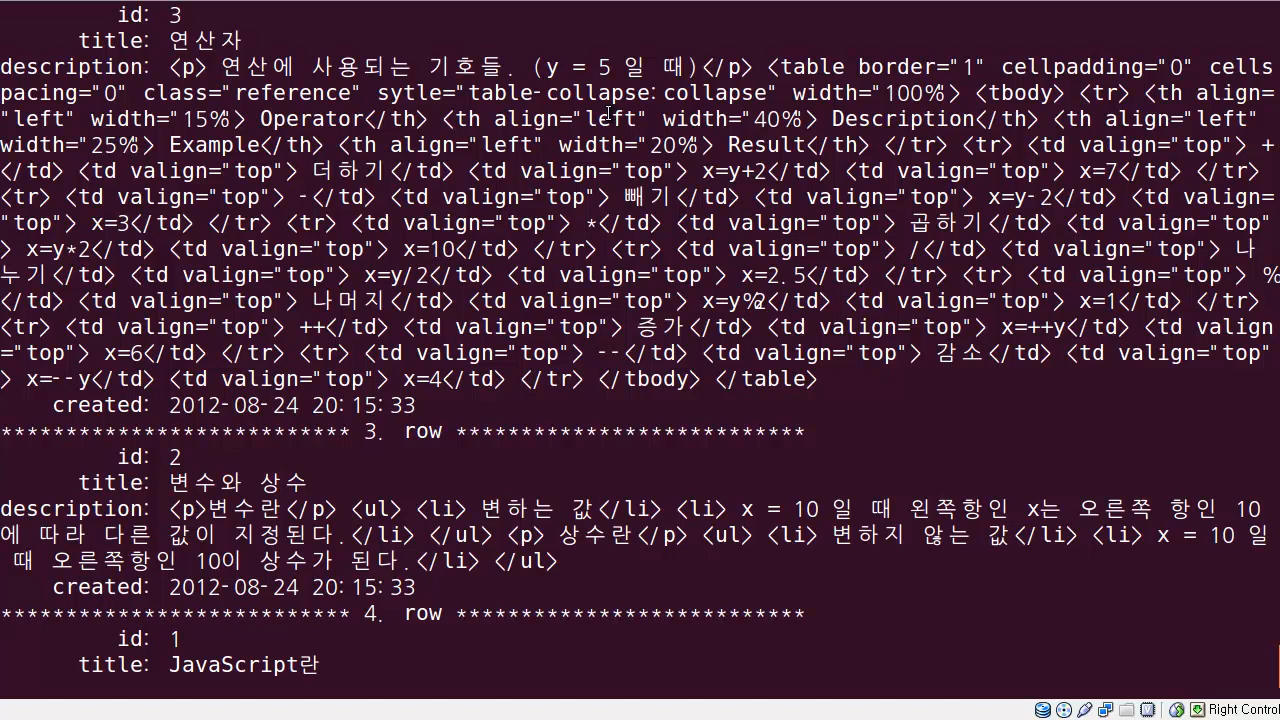 id: 3
title: 연산자
description: <p> 연산에 사용되는 기호들. (y = 5 일 때)</p> <table border="1" cellpadding="0" cells
pacing="0" class="reference" sytle="table-collapse:collapse" width="100%"> <tbody> <tr> <th align=
"left" width="15%"> Operator</th> <th align="left" width="40%"> Description</th> <th align="left"
width="25%"> Example</th> <th align="left" width="20%"> Result</th> </tr> <tr> <td valign="top"> +
</td> <td valign="top"> 더하기</td> <td valign="top"> x=y+2</td> <td valign="top"> x=7</td> </tr>
<tr> <td valign="top"> -</td> <td valign="top"> 빼기</td> <td valign="top"> x=y-2</td> <td valign=
"top"> x=3</td> </tr> <tr> <td valign="top"> *</td> <td valign="top"> 곱하기</td> <td valign="top"
> x=y*2</td> <td valign="top"> x=10</td> </tr> <tr> <td valign="top"> /</td> <td valign="top"> 나
누기</td> <td valign="top"> x=y/2</td> <td valign="top"> x=2.5</td> </tr> <tr> <td valign="top"> %
</td> <td valign="top"> 나머지</td> <td valign="top"> x=y%2</td> <td valign="top"> x=1</td> </tr>
<tr> <td valign="top"> ++</td> <td valign="top"> 증가</td> <td valign="top"> x=++y</td> <td valign
="top"> x=6</td> </tr> <tr> <td valign="top"> --</td> <td valign="top"> 감소</td> <td valign="top"
> x=--y</td> <td valign="top"> x=4</td> </tr> </tbody> </table>
created: 2012-08-24 20:15:33
*************************** 3. row ***************************
id: 2
title: 변수와 상수
description: <p>변수란</p> <ul> <li> 변하는 값</li> <li> x = 10 일 때 왼쪽항인 x는 오른쪽 항인 10
에 따라 다른 값이 지정된다.</li> </ul> <p> 상수란</p> <ul> <li> 변하지 않는 값</li> <li> x = 10 일
때 오른쪽항인 10이 상수가 된다.</li> </ul>
created: 2012-08-24 20:15:33
*************************** 4. row ***************************
id: 1
title: JavaScript란
Right Control